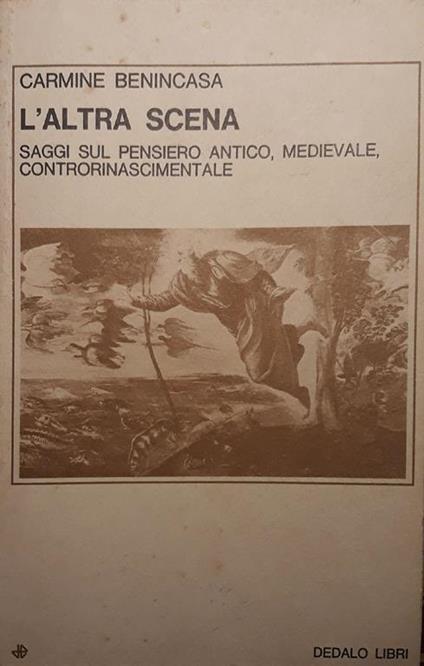 CARMINE BENINCASA
L'ALTRA SCENA
SAGGI SUL PENSIERO ANTICO, MEDIEVALE,
CONTRORINASCIMENTALE
DEDALO LIBRI